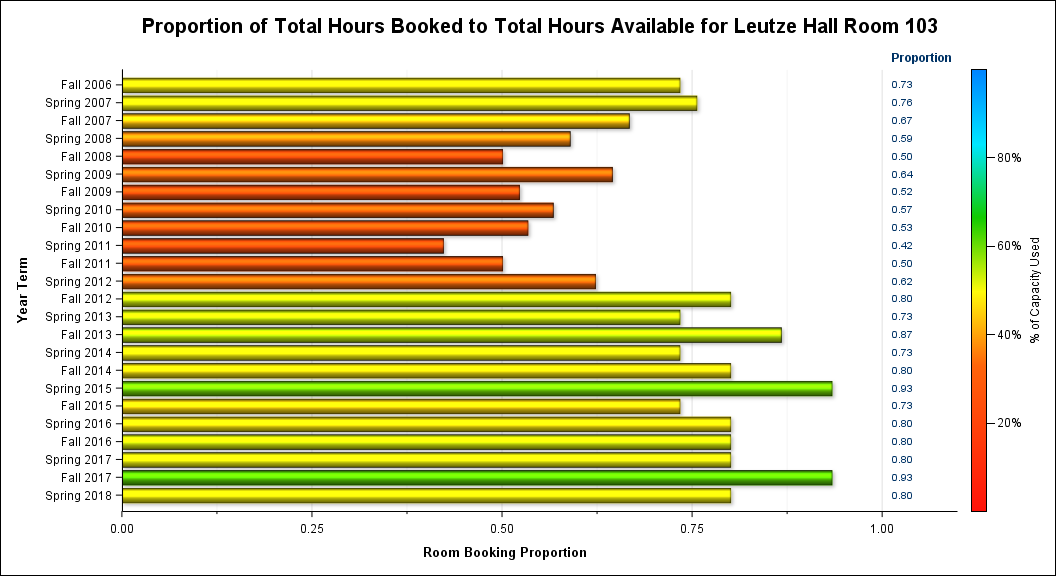 Proportion of Total Hours Booked to Total Hours Available for Leutze Hall Room 103
Proportion
Fall 2006 0.73
Spring 2007 0.76
Fall 2007 0.67
Spring 2008 0.59
Fall 2008 0.50
Spring 2009 0.64
Fall 2009 0.52
Spring 2010 0.57
Fall 2010 0.53
Spring 2011 0.42
Fall 2011 0.50
Spring 2012 0.62
Fall 2012 0.80
Spring 2013 0.73
Fall 2013 0.87
Spring 2014 0.73
Fall 2014 0.80
Spring 2015 0.93
Fall 2015 0.73
Spring 2016 0.80
Fall 2016 0.80
Spring 2017 0.80
Fall 2017 0.93
Spring 2018 0.80
Year Term
0.00 0.25 0.50 0.75 1.00
Room Booking Proportion
80%
60%
40%
20%
% of Capacity Used